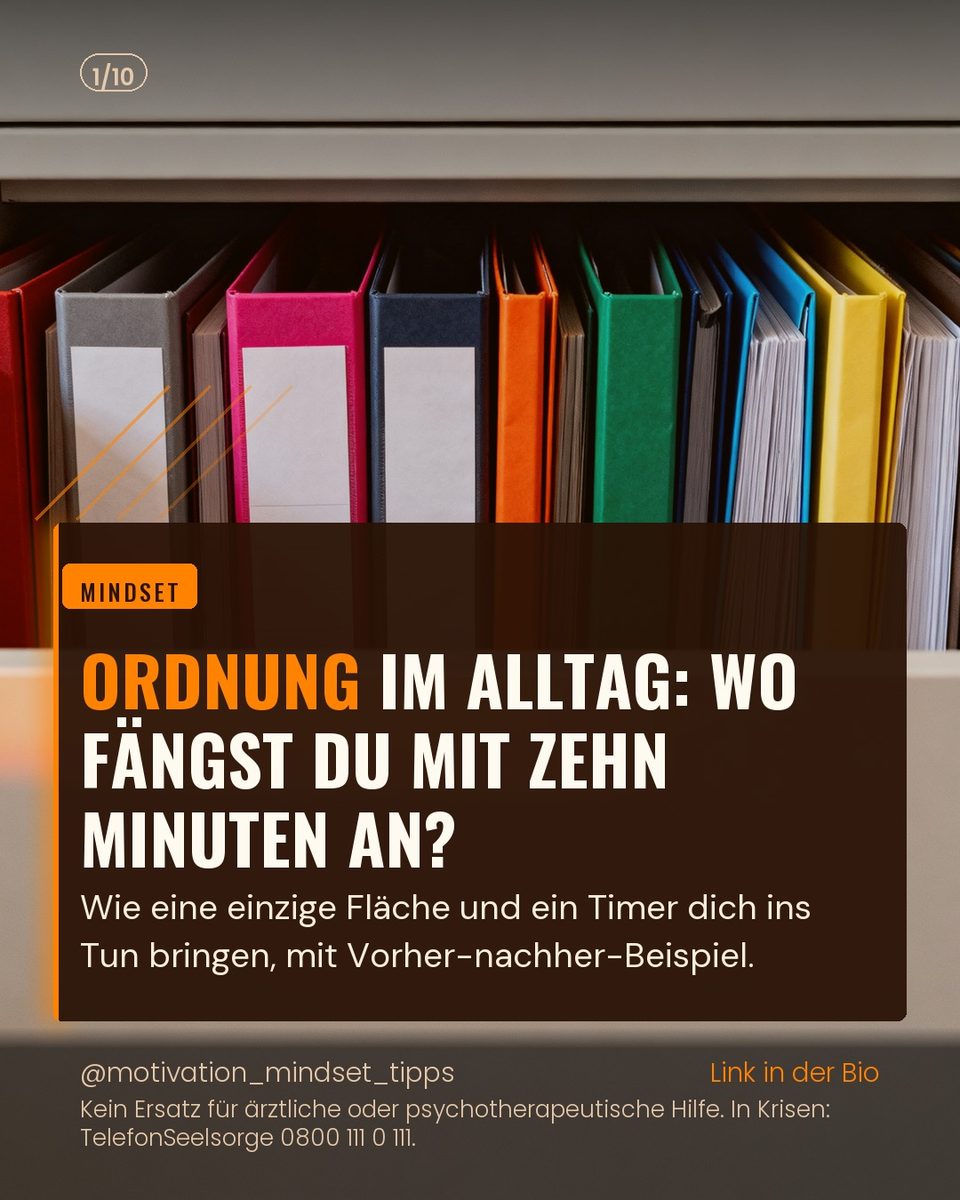 1/10
MINDSET
ORDNUNG IM ALLTAG: WO
FÄNGST DU MIT ZEHN
MINUTEN AN?
Wie eine einzige Fläche und ein Timer dich ins
Tun bringen, mit Vorher-nachher-Beispiel.
@motivation_mindset_tipps
Link in der Bio
Kein Ersatz für ärztliche oder psychotherapeutische Hilfe. In Krisen:
TelefonSeelsorge 0800 111 0 111.